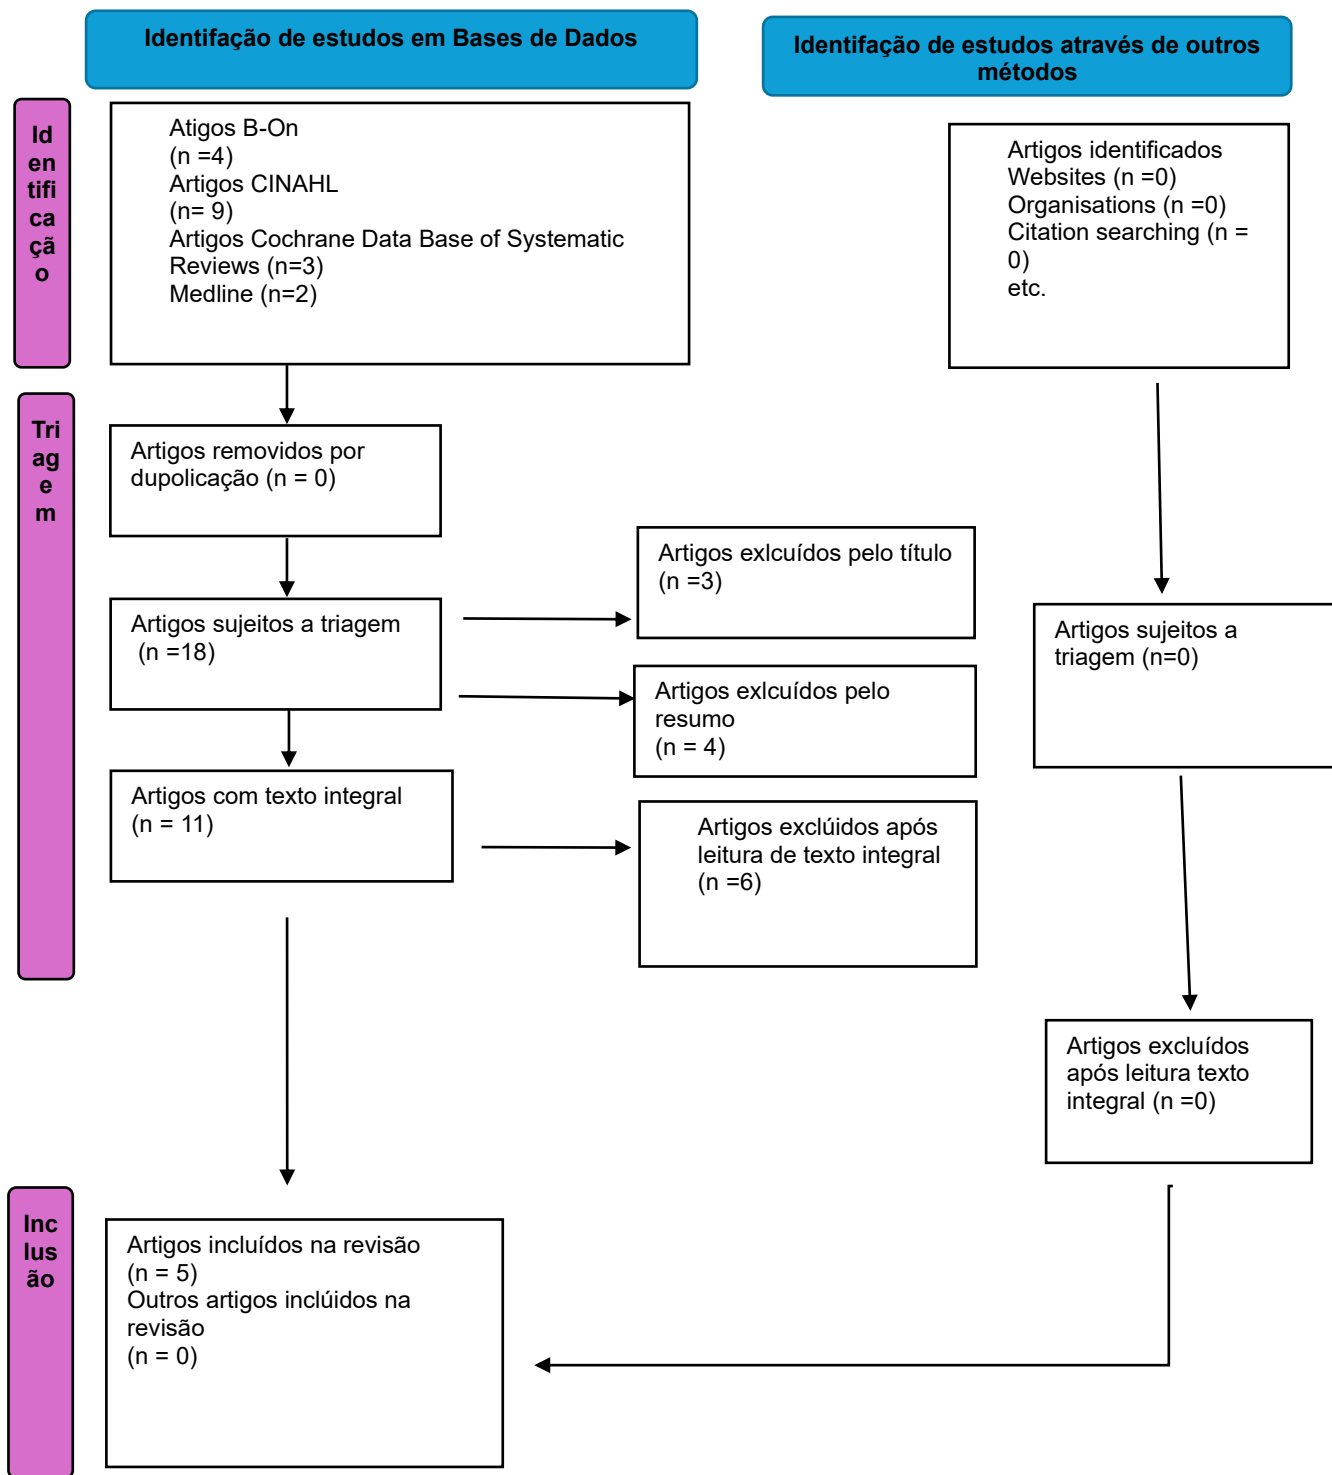 Identifação de estudos em Bases de Dados
Identifação de estudos através de outros
métodos
Id
en
tifi
ca
çã
o
Atigos B-On
(n =4)
Artigos CINAHL
(n= 9)
Artigos Cochrane Data Base of Systematic
Reviews (n=3)
Medline (n=2)
Artigos identificados
Websites (n =0)
Organisations (n =0)
Citation searching (n =
0)
etc.
Tri
ag
e
m
Artigos removidos por
dupolicação (n = 0)
Artigos sujeitos a triagem
(n =18)
Artigos exlcuídos pelo título
(n =3)
Artigos exlcuídos pelo
resumo
(n = 4)
Artigos sujeitos a
triagem (n=0)
Artigos com texto integral
(n = 11)
Artigos exclúidos após
leitura de texto integral
(n =6)
Artigos excluídos
após leitura texto
integral (n =0)
Inc
lus
ão
Artigos incluídos na revisão
(n = 5)
Outros artigos inclúidos na
revisão
(n = 0)